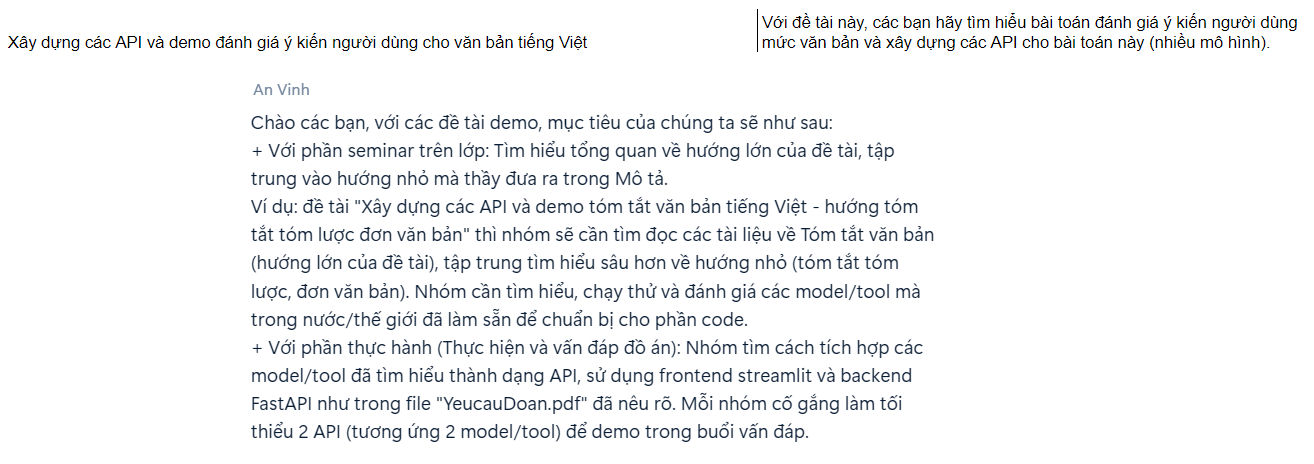 Xây dựng các API và demo đánh giá ý kiến người dùng cho văn bản tiếng Việt
Với đề tài này, các bạn hãy tìm hiểu bài toán đánh giá ý kiến người dùng
mức văn bản và xây dựng các API cho bài toán này (nhiều mô hình).
An Vinh
Chào các bạn, với các đề tài demo, mục tiêu của chúng ta sẽ như sau:
+ Với phần seminar trên lớp: Tìm hiểu tổng quan về hướng lớn của đề tài, tập
trung vào hướng nhỏ mà thầy đưa ra trong Mô tả.
Ví dụ: đề tài "Xây dựng các API và demo tóm tắt văn bản tiếng Việt - hướng tóm
tắt tóm lược đơn văn bản" thì nhóm sẽ cần tìm đọc các tài liệu về Tóm tắt văn bản
(hướng lớn của đề tài), tập trung tìm hiểu sâu hơn về hướng nhỏ (tóm tắt tóm
lược, đơn văn bản). Nhóm cần tìm hiểu, chạy thử và đánh giá các model/tool mà
trong nước/thế giới đã làm sẵn để chuẩn bị cho phần code.
+ Với phần thực hành (Thực hiện và vấn đáp đồ án): Nhóm tìm cách tích hợp các
model/tool đã tìm hiểu thành dạng API, sử dụng frontend streamlit và backend
FastAPI như trong file "YeucauDoan.pdf" đã nêu rõ. Mỗi nhóm cố gắng làm tối
thiểu 2 API (tương ứng 2 model/tool) để demo trong buổi vấn đáp.